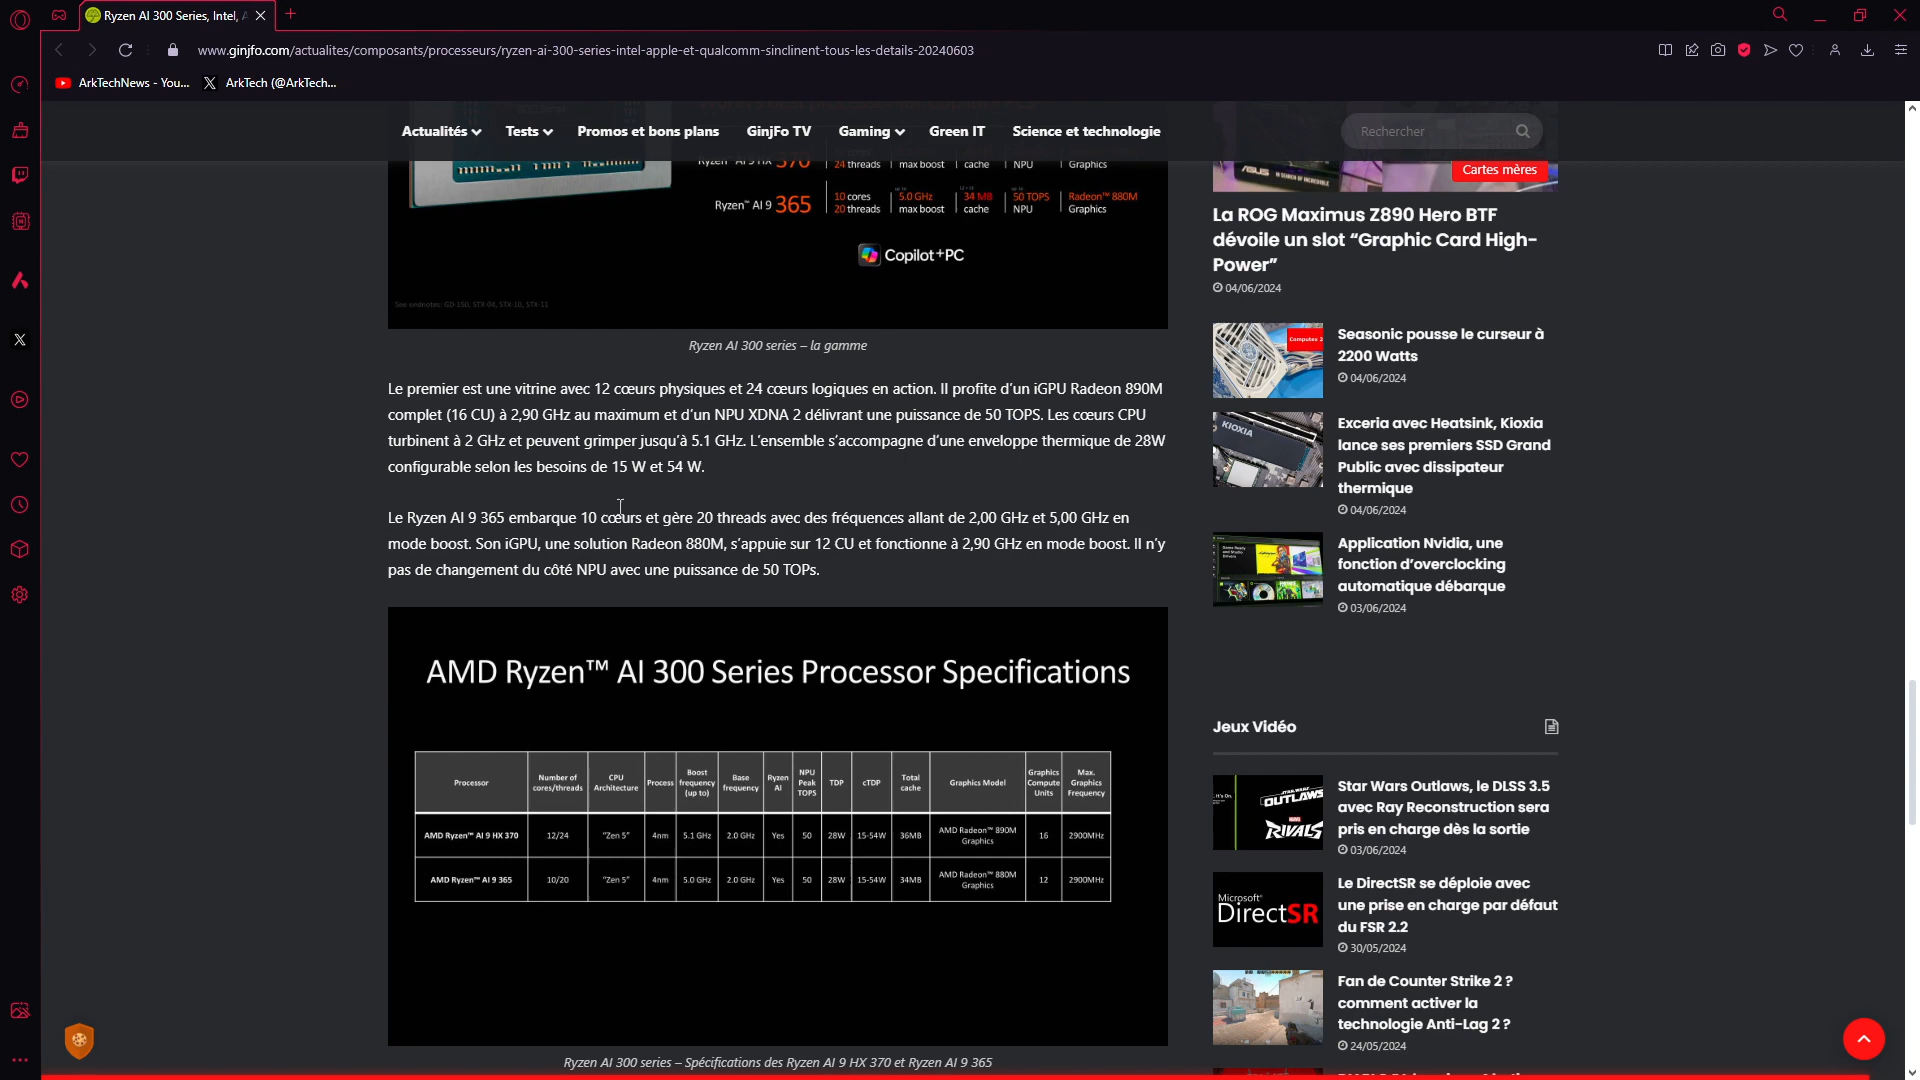 Ryzen AI 300 Series, Intel, A
www.ginjfo.com/actualites/composants/processeurs/ryzen-ai-300-series-intel-apple-et-qualcomm-sinclinent-tous-les-details-20240603
ArkTechNews - You...
ArkTech (@ArkTech...
Actualités
Tests
Promos et bons plans
GinjFo TV
Gaming
Green IT
Science et technologie
Rechercher
370
24 threads
max boost
cache
NPU
Graphics
Ryzen™ AI 9 365
10 cores
20 threads
5.0 GHz
max boost
34 MB
cache
50 TOPS
NPU
Radeon™ 880M
Graphics
Copilot+PC
See endnotes: GD-150, STX-04, STX-10, STX-11
Ryzen AI 300 series – la gamme
Le premier est une vitrine avec 12 cœurs physiques et 24 cœurs logiques en action. Il profite d’un iGPU Radeon 890M
complet (16 CU) à 2,90 GHz au maximum et d’un NPU XDNA 2 délivrant une puissance de 50 TOPS. Les cœurs CPU
turbinent à 2 GHz et peuvent grimper jusqu’à 5.1 GHz. L’ensemble s’accompagne d’une enveloppe thermique de 28W
configurable selon les besoins de 15 W et 54 W.
Le Ryzen AI 9 365 embarque 10 cœurs et gère 20 threads avec des fréquences allant de 2,00 GHz et 5,00 GHz en
mode boost. Son iGPU, une solution Radeon 880M, s’appuie sur 12 CU et fonctionne à 2,90 GHz en mode boost. Il n’y
pas de changement du côté NPU avec une puissance de 50 TOPs.
AMD Ryzen™ AI 300 Series Processor Specifications
Processor
Number of cores/threads
CPU Architecture
Process
Boost frequency (up to)
Base frequency
Ryzen AI
NPU Peak TOPS
TDP
cTDP
Total cache
Graphics Model
Graphics Compute Units
Max. Graphics Frequency
AMD Ryzen™ AI 9 HX 370 12/24 "Zen 5" 4nm 5.1 GHz 2.0 GHz Yes 50 28W 15-54W 36MB AMD Radeon™ 890M Graphics 16 2900MHz
AMD Ryzen™ AI 9 365 10/20 "Zen 5" 4nm 5.0 GHz 2.0 GHz Yes 50 28W 15-54W 34MB AMD Radeon™ 880M Graphics 12 2900MHz
Ryzen AI 300 series – Spécifications des Ryzen AI 9 HX 370 et Ryzen AI 9 365
ASUS
Cartes mères
La ROG Maximus Z890 Hero BTF
dévoile un slot “Graphic Card High-
Power”
04/06/2024
Seasonic pousse le curseur à
2200 Watts
04/06/2024
KIOXIA
Exceria avec Heatsink, Kioxia
lance ses premiers SSD Grand
Public avec dissipateur
thermique
04/06/2024
Application Nvidia, une
fonction d’overclocking
automatique débarque
03/06/2024
Jeux Vidéo
It's On.
OUTLAWS
MARVEL
RIVALS
Star Wars Outlaws, le DLSS 3.5
avec Ray Reconstruction sera
pris en charge dès la sortie
03/06/2024
Microsoft
DirectSR
Le DirectSR se déploie avec
une prise en charge par défaut
du FSR 2.2
30/05/2024
Fan de Counter Strike 2 ?
comment activer la
technologie Anti-Lag 2 ?
24/05/2024